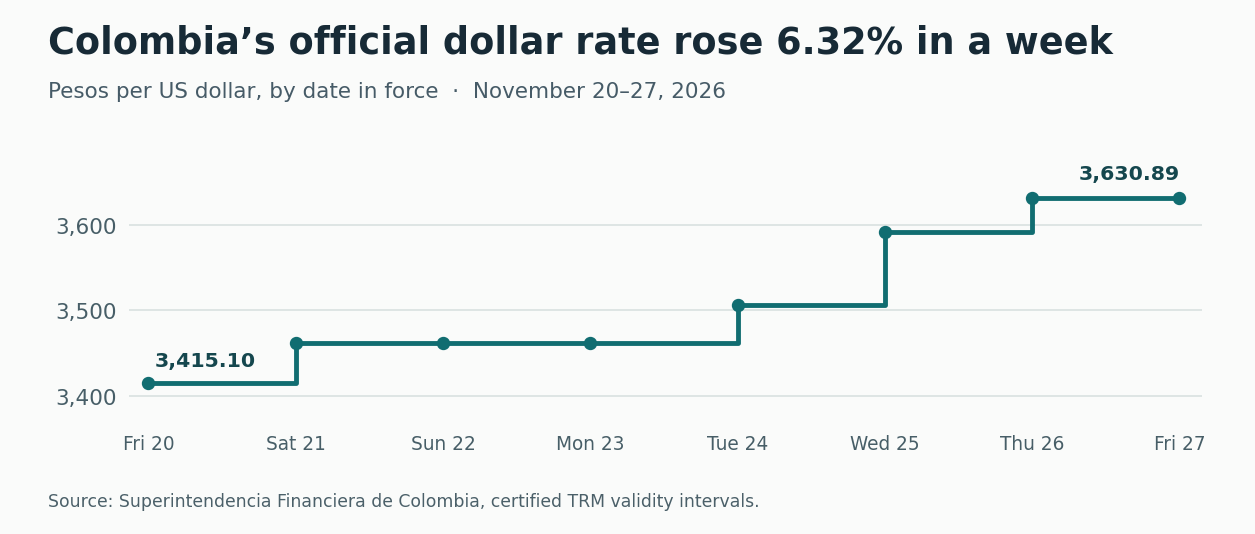 Colombia’s official dollar rate rose 6.32% in a week
Pesos per US dollar, by date in force · November 20–27, 2026
3,630.89
3,600
3,500
3,415.10
3,400
Fri 20 Sat 21 Sun 22 Mon 23 Tue 24 Wed 25 Thu 26 Fri 27
Source: Superintendencia Financiera de Colombia, certified TRM validity intervals.